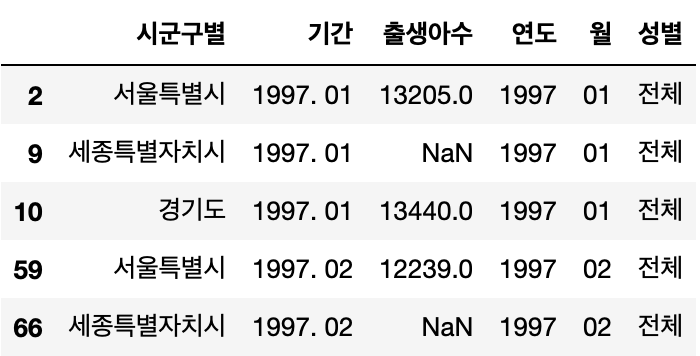 시군구별 기간 출생아수 연도 월 성별
2 서울특별시 1997. 01 13205.0 1997 01 전체
9 세종특별자치시 1997. 01 NaN 1997 01 전체
10 경기도 1997. 01 13440.0 1997 01 전체
59 서울특별시 1997. 02 12239.0 1997 02 전체
66 세종특별자치시 1997. 02 NaN 1997 02 전체